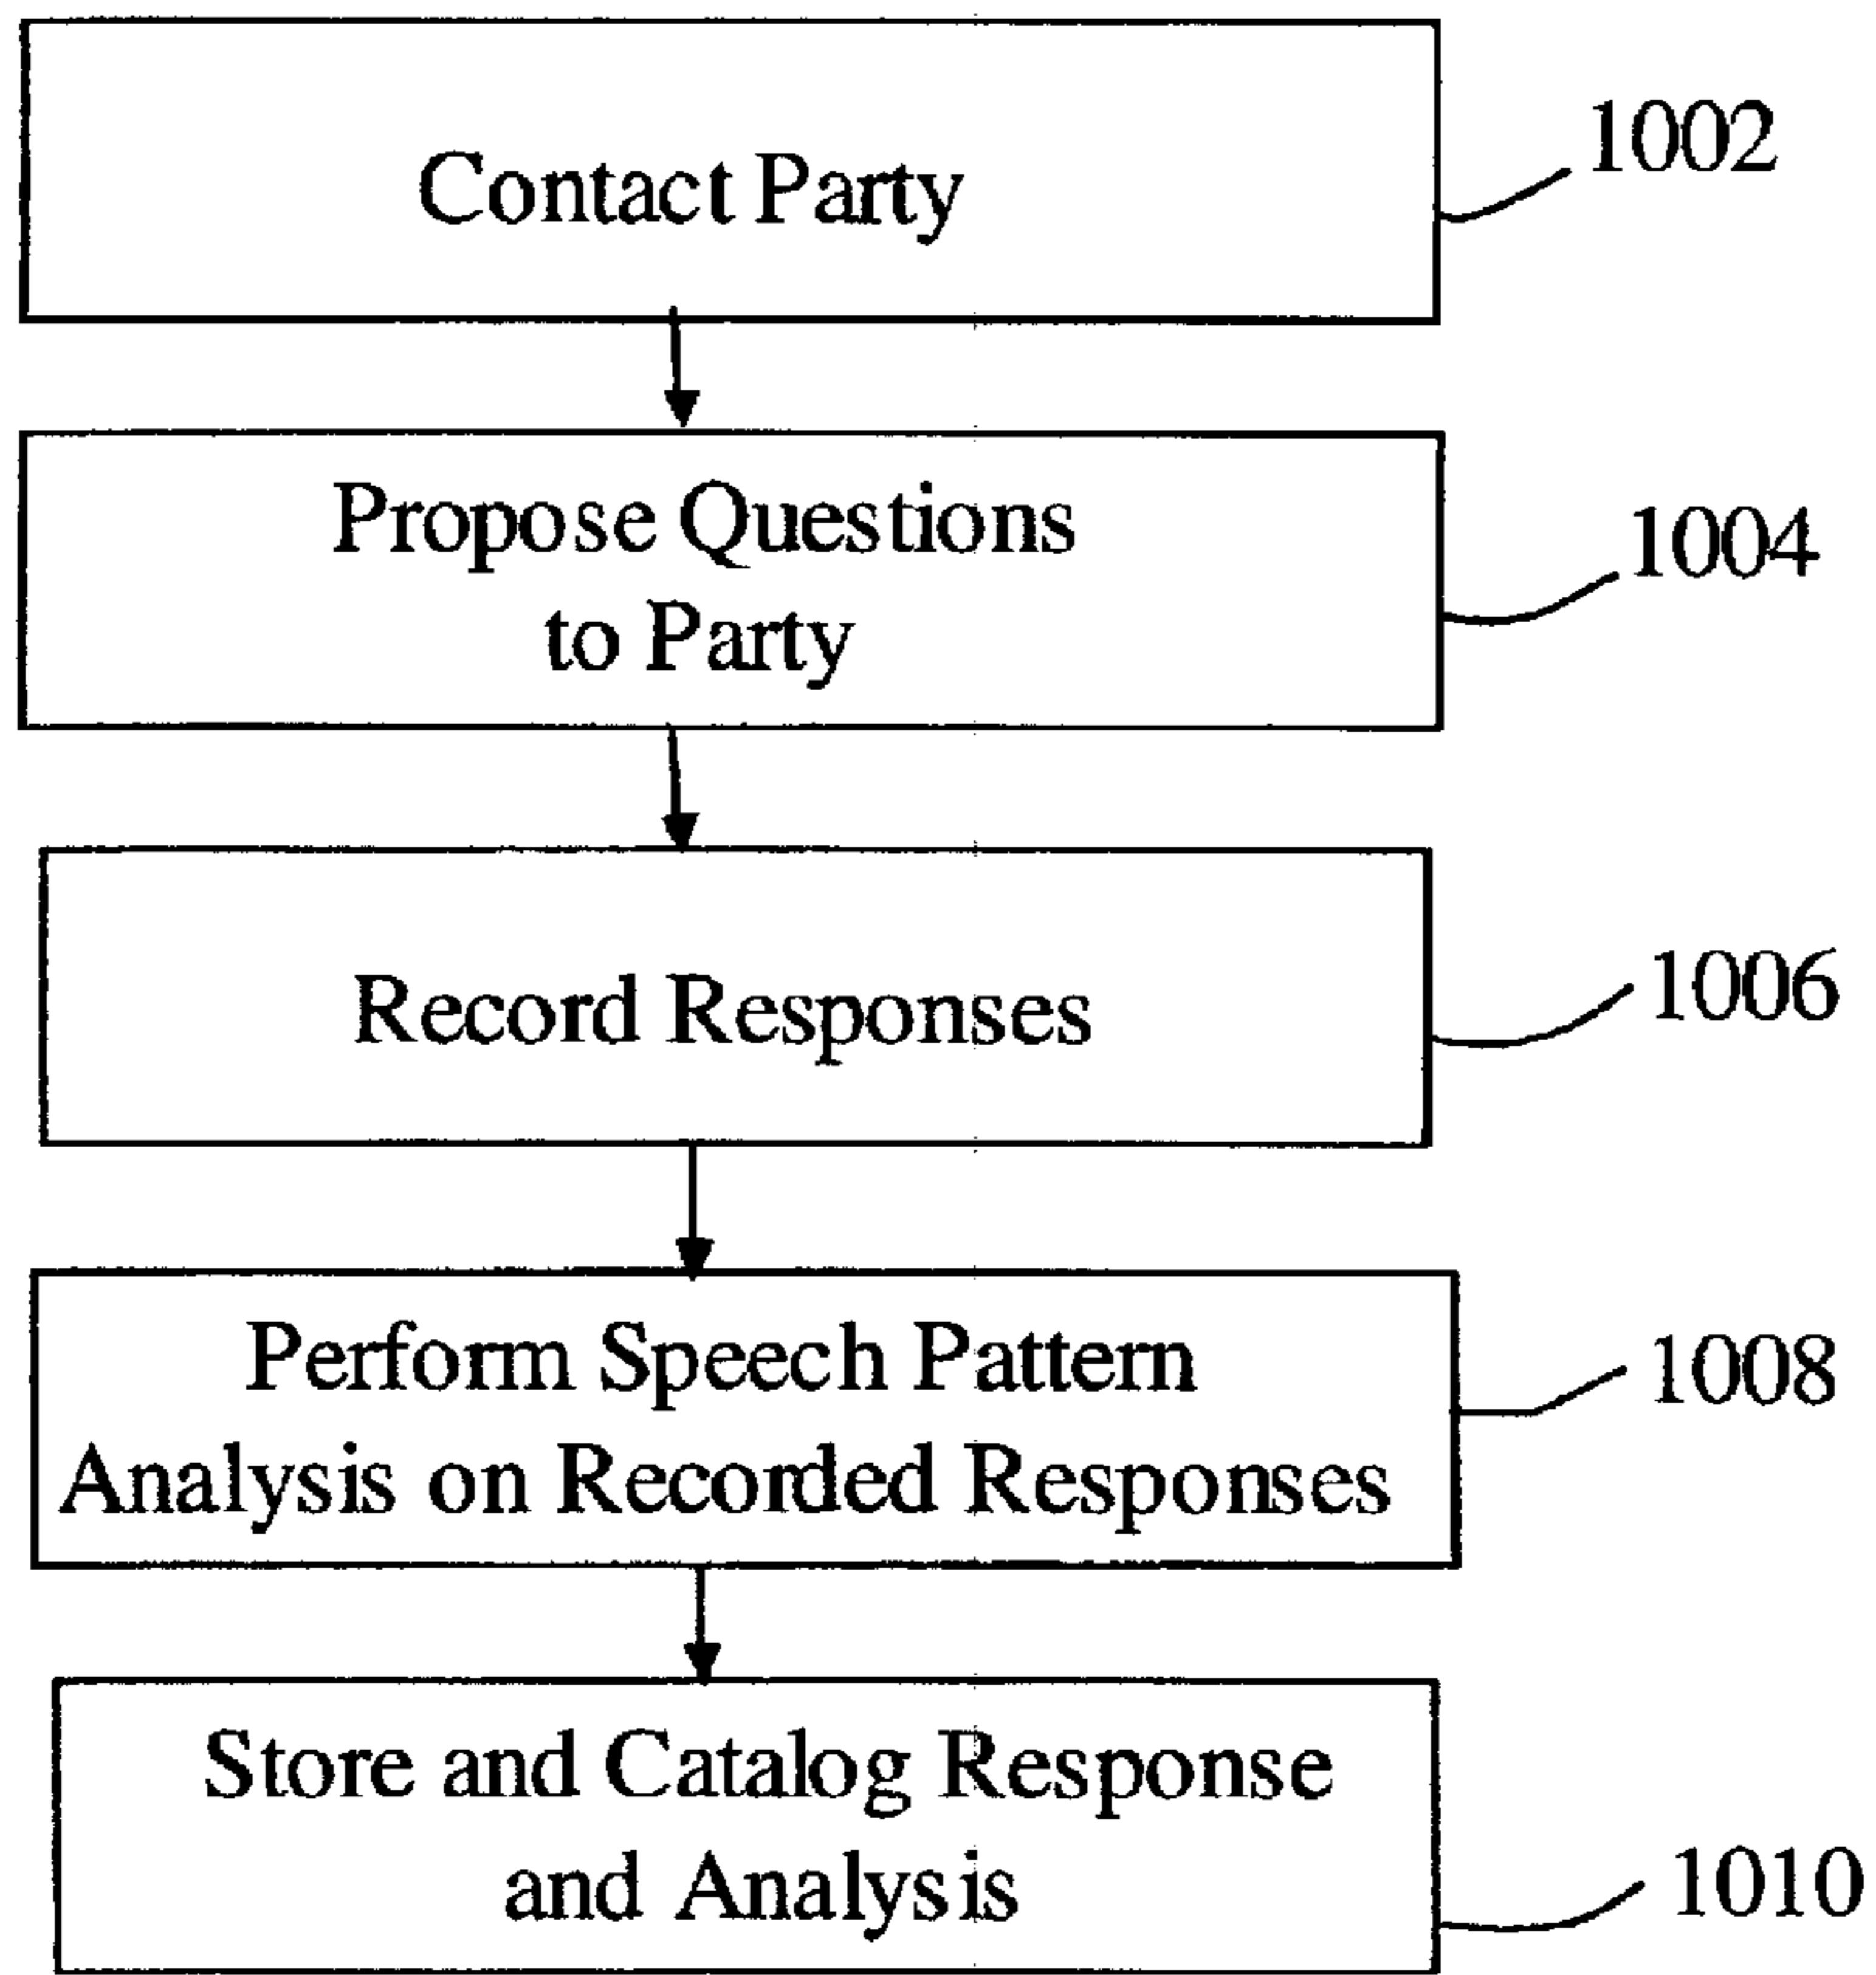 Contact Party
1002
Propose Questions
to Party
1004
Record Responses
1006
Perform Speech Pattern
Analysis on Recorded Responses
1008
Store and Catalog Response
and Analysis
1010